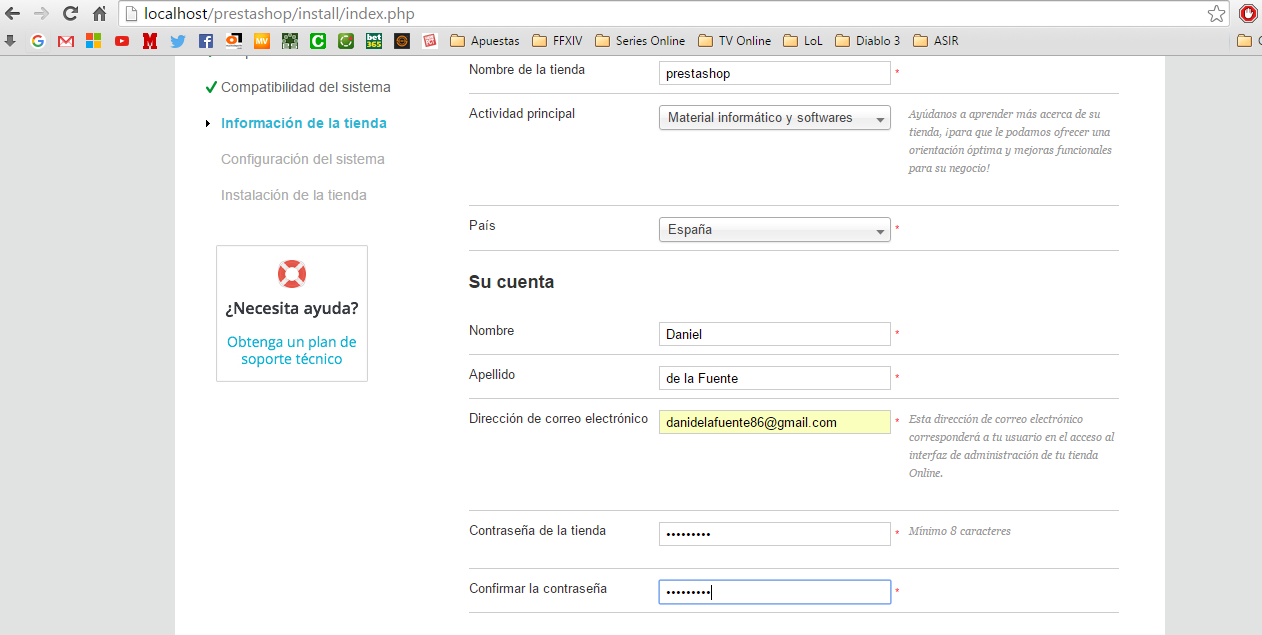 localhost/prestashop/install/index.php
Apuestas FFXIV Series Online TV Online LoL Diablo 3 ASIR
Compatibilidad del sistema
Información de la tienda
Configuración del sistema
Instalación de la tienda
¿Necesita ayuda?
Obtenga un plan de
soporte técnico
Nombre de la tienda prestashop *
Actividad principal Material informático y softwares
Ayúdanos a aprender más acerca de su
tienda, ¡para que le podamos ofrecer una
orientación óptima y mejoras funcionales
para su negocio!
País España *
Su cuenta
Nombre Daniel *
Apellido de la Fuente *
Dirección de correo electrónico danidelafuente86@gmail.com *
Esta dirección de correo electrónico
corresponderá a tu usuario en el acceso al
interfaz de administración de tu tienda
Online.
Contraseña de la tienda ••••••••• * Mínimo 8 caracteres
Confirmar la contraseña ••••••••• *